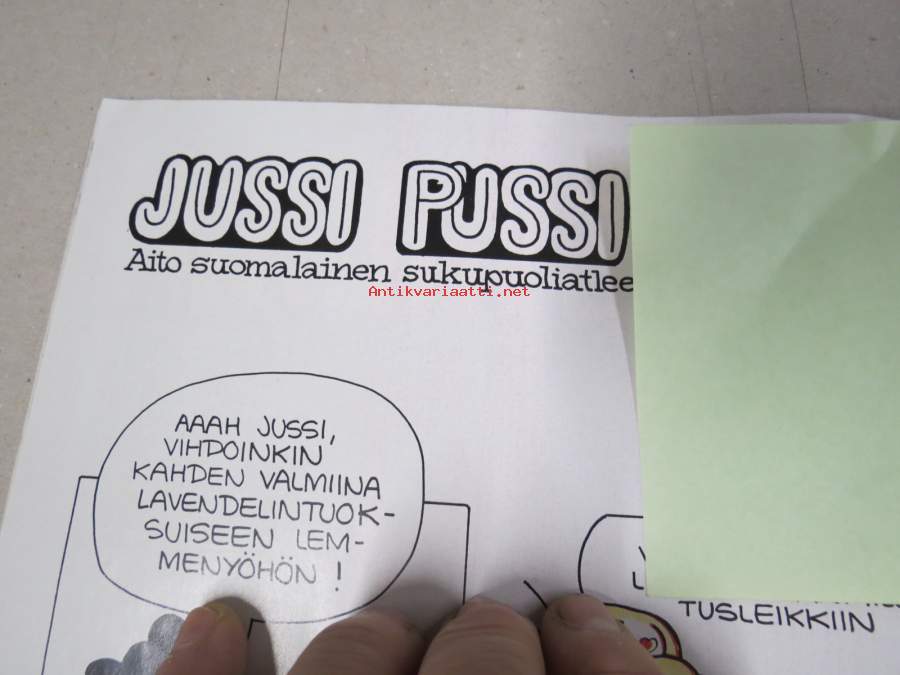 JUSSI PUSSI
Aito suomalainen sukupuoliatlee
Antikvariaatti.net
AAAH JUSSI,
VIHDOINKIN
KAHDEN VALMIINA
LAVENDELINTUOK-
SUISEEN LEM-
MENYÖHÖN !
TUSLEIKKIIN